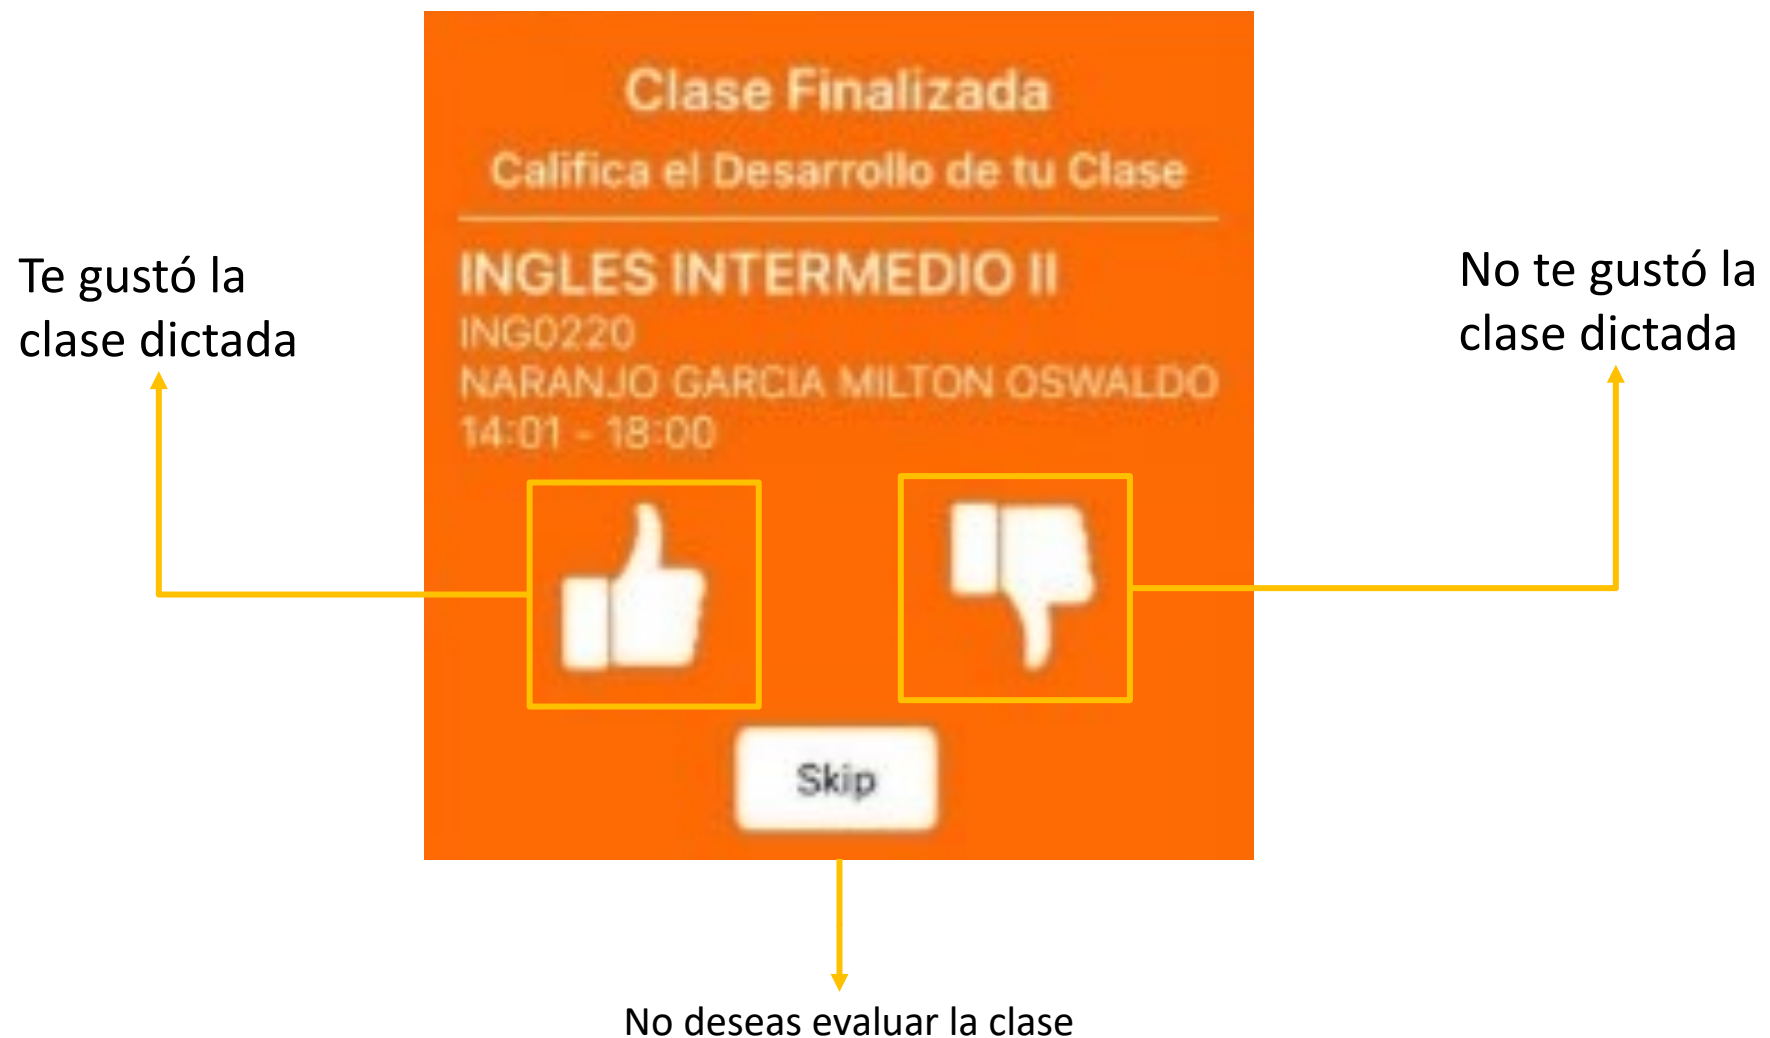 Clase Finalizada
Califica el Desarrollo de tu Clase
INGLES INTERMEDIO II
ING0220
NARANJO GARCIA MILTON OSWALDO
14:01 - 18:00
Te gustó la
clase dictada
No te gustó la
clase dictada
Skip
No deseas evaluar la clase